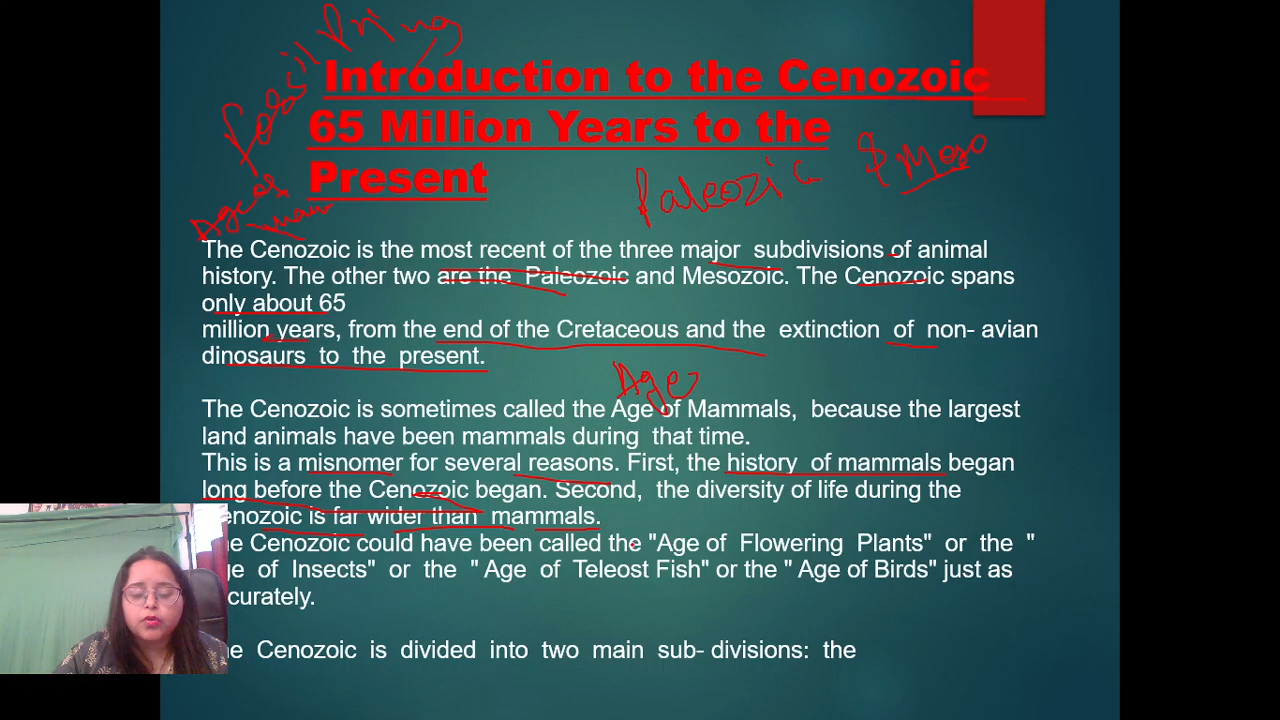 Introduction to the Cenozoic
65 Million Years to the
Present
Paleozoic
& Meso
The Cenozoic is the most recent of the three major subdivisions of animal
history. The other two are the Paleozoic and Mesozoic. The Cenozoic spans
only about 65
million years, from the end of the Cretaceous and the extinction of non- avian
dinosaurs to the present.
Age
The Cenozoic is sometimes called the Age of Mammals, because the largest
land animals have been mammals during that time.
This is a misnomer for several reasons. First, the history of mammals began
long before the Cenozoic began. Second, the diversity of life during the
enozoic is far wider than mammals.
e Cenozoic could have been called the "Age of Flowering Plants" or the "
ge of Insects" or the " Age of Teleost Fish" or the " Age of Birds" just as
curately.
e Cenozoic is divided into two main sub- divisions: the